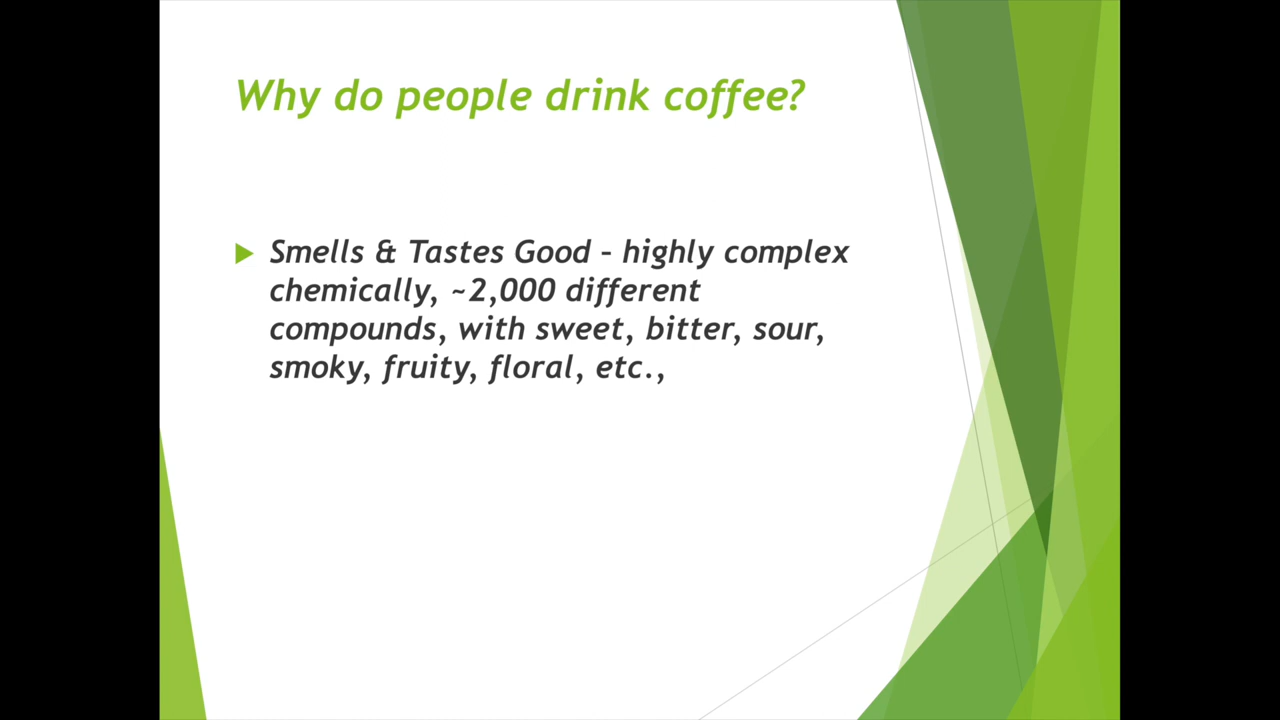 Why do people drink coffee?
Smells & Tastes Good – highly complex
chemically, ~2,000 different
compounds, with sweet, bitter, sour,
smoky, fruity, floral, etc.,